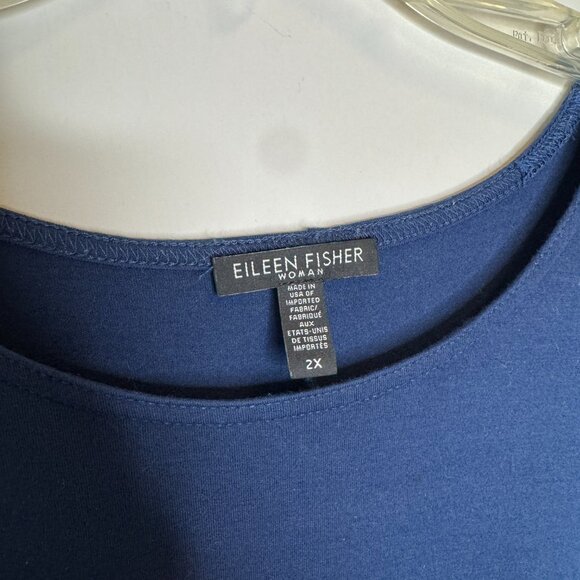 EILEEN FISHER
WOMAN
MADE IN
USA OF
IMPORTED
FABRIC/
FABRIQUÉ
AUX
ETATS-UNIS
DE TISSUS
IMPORTÉS
2X